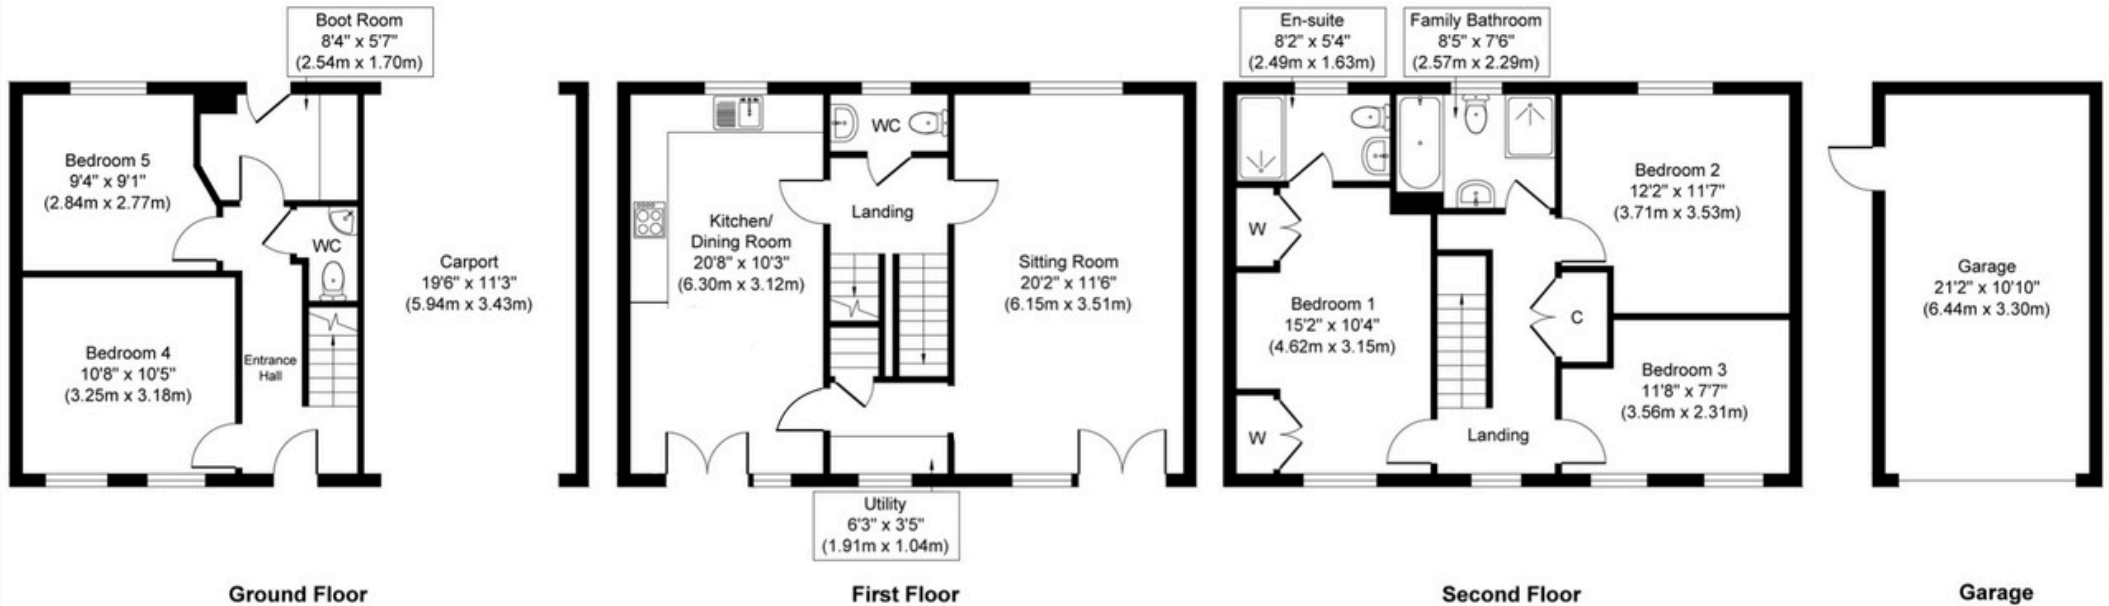 Boot Room
8'4" x 5'7"
(2.54m x 1.70m)
Bedroom 5
9'4" x 9'1"
(2.84m x 2.77m)
WC
Carport
19'6" x 11'3"
(5.94m x 3.43m)
Bedroom 4
10'8" x 10'5"
(3.25m x 3.18m)
Entrance
Hall
Ground Floor
WC
Landing
Kitchen/
Dining Room
20'8" x 10'3"
(6.30m x 3.12m)
Sitting Room
20'2" x 11'6"
(6.15m x 3.51m)
Utility
6'3" x 3'5"
(1.91m x 1.04m)
First Floor
En-suite
8'2" x 5'4"
(2.49m x 1.63m)
Family Bathroom
8'5" x 7'6"
(2.57m x 2.29m)
Bedroom 2
12'2" x 11'7"
(3.71m x 3.53m)
W
Bedroom 1
15'2" x 10'4"
(4.62m x 3.15m)
C
Bedroom 3
11'8" x 7'7"
(3.56m x 2.31m)
W
Landing
Second Floor
Garage
21'2" x 10'10"
(6.44m x 3.30m)
Garage